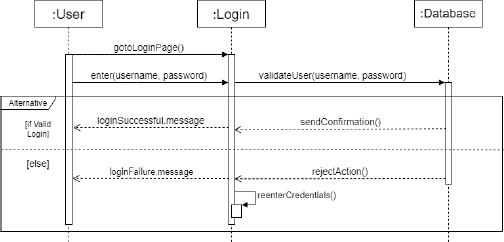 :User
:Login
:Database
gotoLoginPage()
enter(username, password)
validateUser(username, password)
Alternative
[if Valid
Login]
loginSuccessful.message
sendConfirmation()
[else]
loginFailure.message
rejectAction()
reenterCredentials()